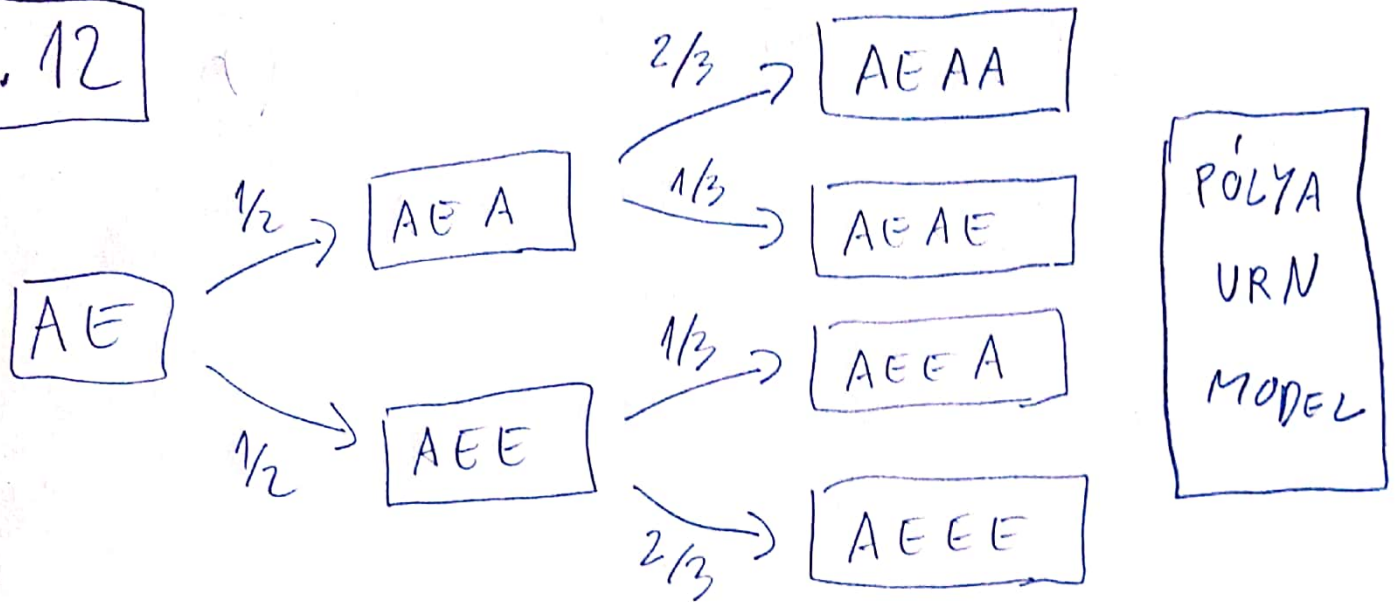 . 12
2/3
AEAA
1/2
AEA
1/3
AEAE
AE
1/3
AEEA
1/2
AEE
2/3
AEEE
PÓLYA
URN
MODEL